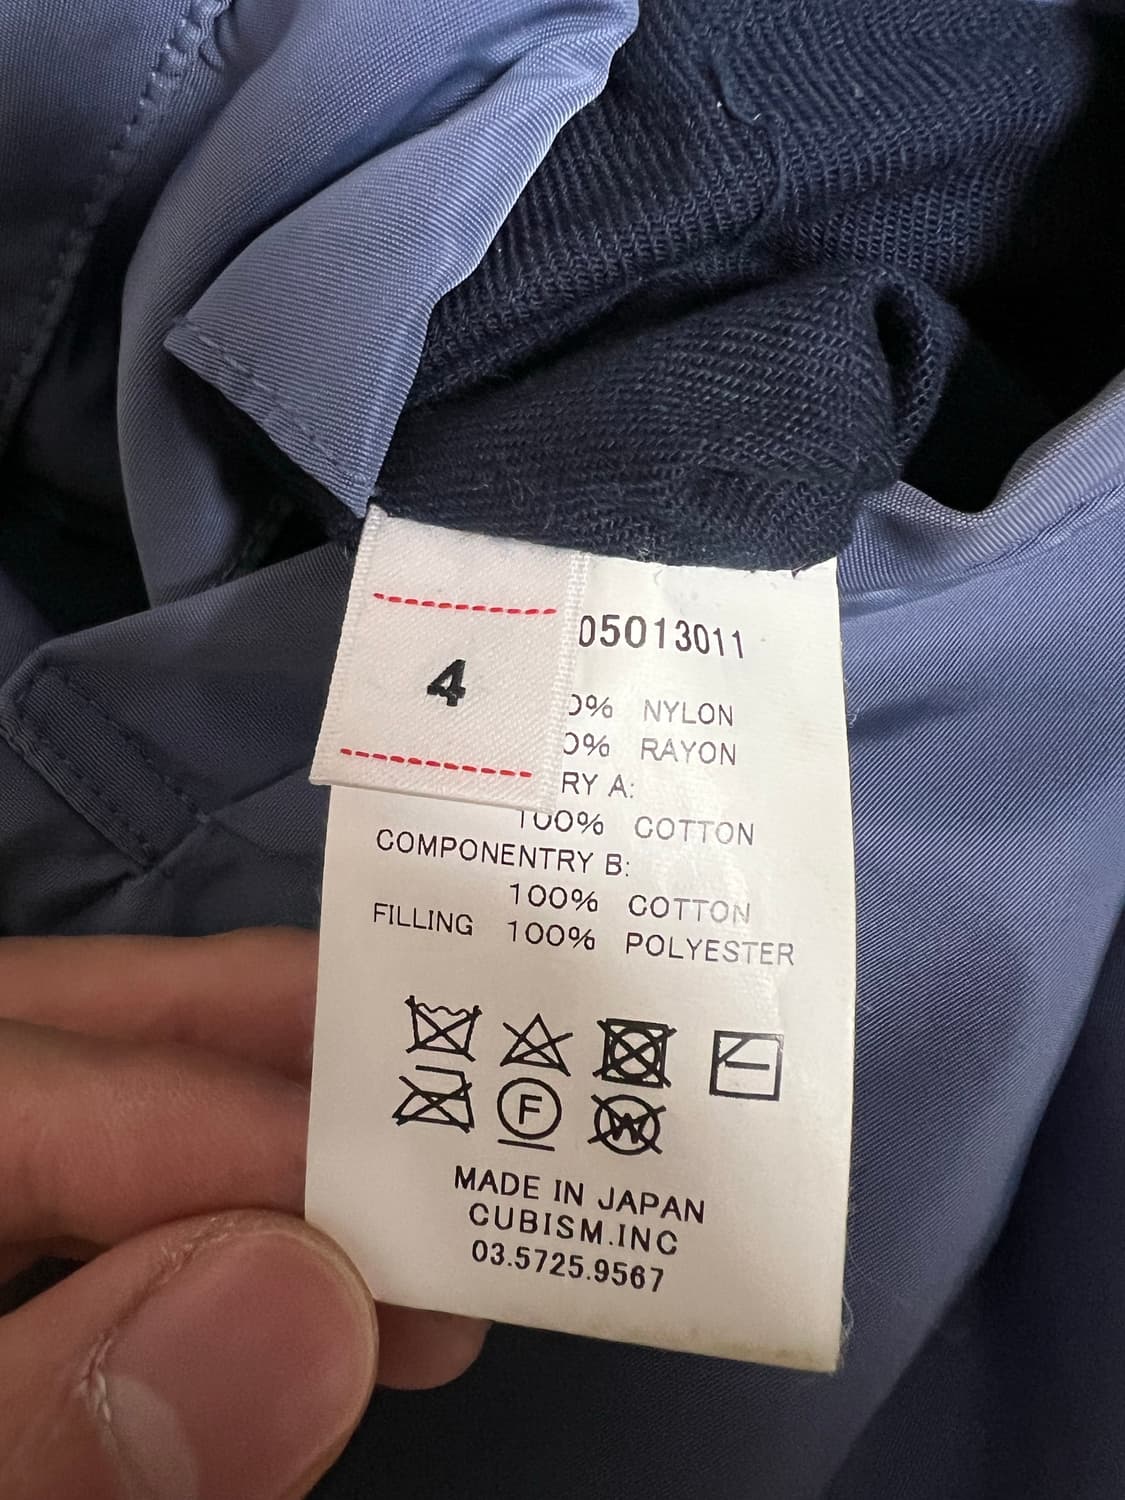 4
05013011
0% NYLON
0% RAYON
RY A:
100% COTTON
COMPONENTRY B:
100% COTTON
FILLING 100% POLYESTER
F
W
MADE IN JAPAN
CUBISM.INC
03.5725.9567